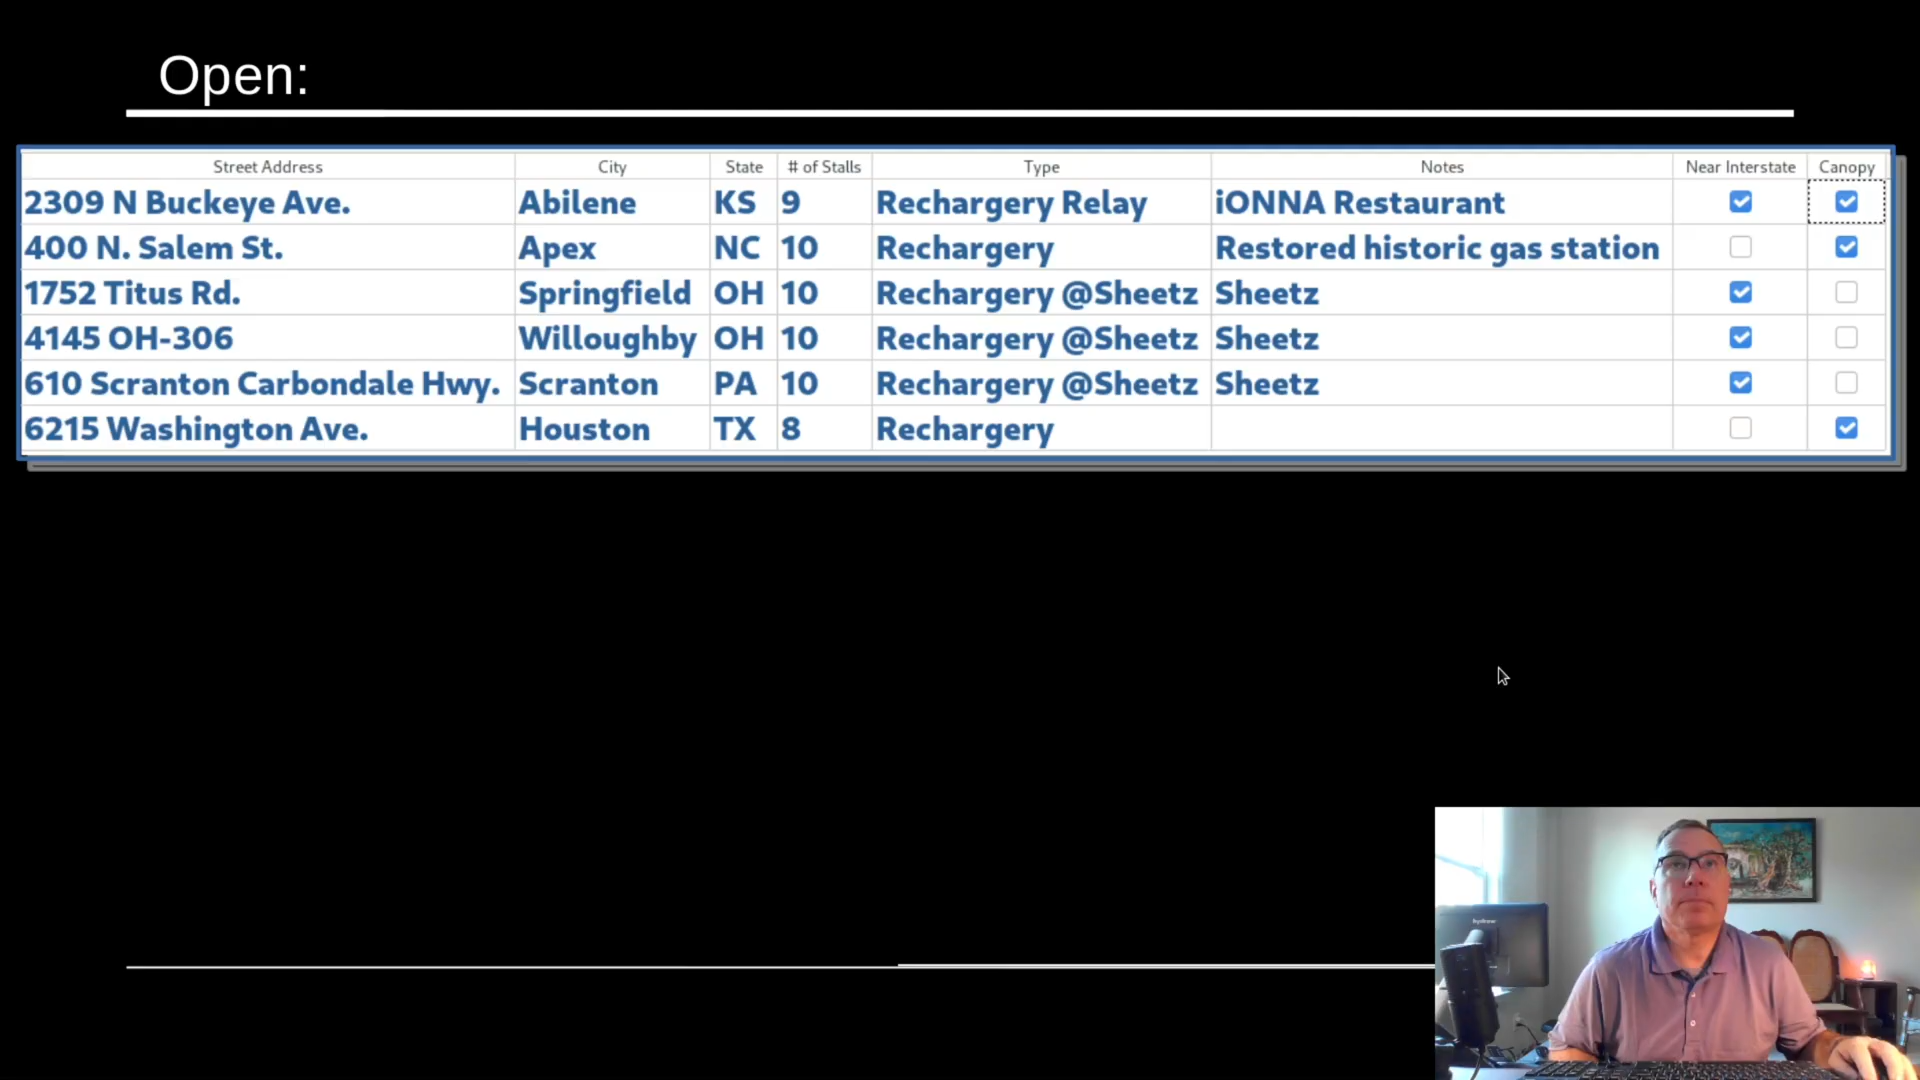 Open:
Street Address City State # of Stalls Type Notes Near Interstate Canopy
2309 N Buckeye Ave. Abilene KS 9 Rechargery Relay iONNA Restaurant
400 N. Salem St. Apex NC 10 Rechargery Restored historic gas station
1752 Titus Rd. Springfield OH 10 Rechargery @Sheetz Sheetz
4145 OH-306 Willoughby OH 10 Rechargery @Sheetz Sheetz
610 Scranton Carbondale Hwy. Scranton PA 10 Rechargery @Sheetz Sheetz
6215 Washington Ave. Houston TX 8 Rechargery